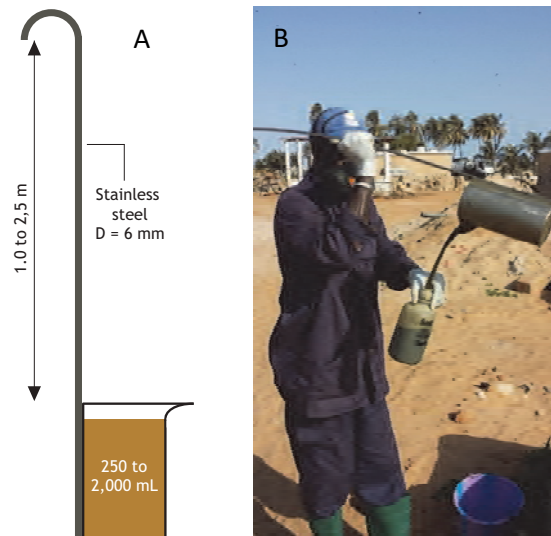 A
B
1.0 to 2,5 m
Stainless
steel
D = 6 mm
250 to
2,000 mL